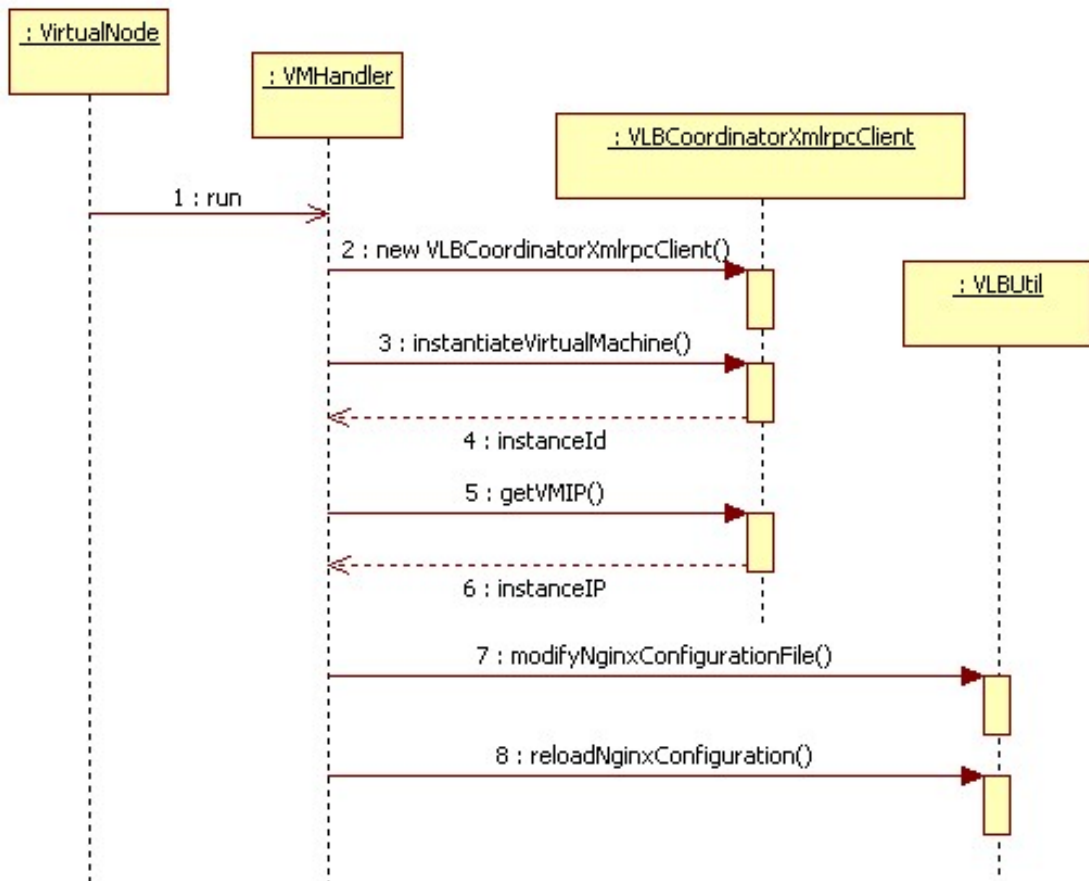 : VirtualNode
: VMHandler
: VLBCoordinatorXmlrpcClient
1 : run
2 : new VLBCoordinatorXmlrpcClient()
: VLBUtil
3 : instantiateVirtualMachine()
4 : instanceId
5 : getVMIP()
6 : instanceIP
7 : modifyNginxConfigurationFile()
8 : reloadNginxConfiguration()